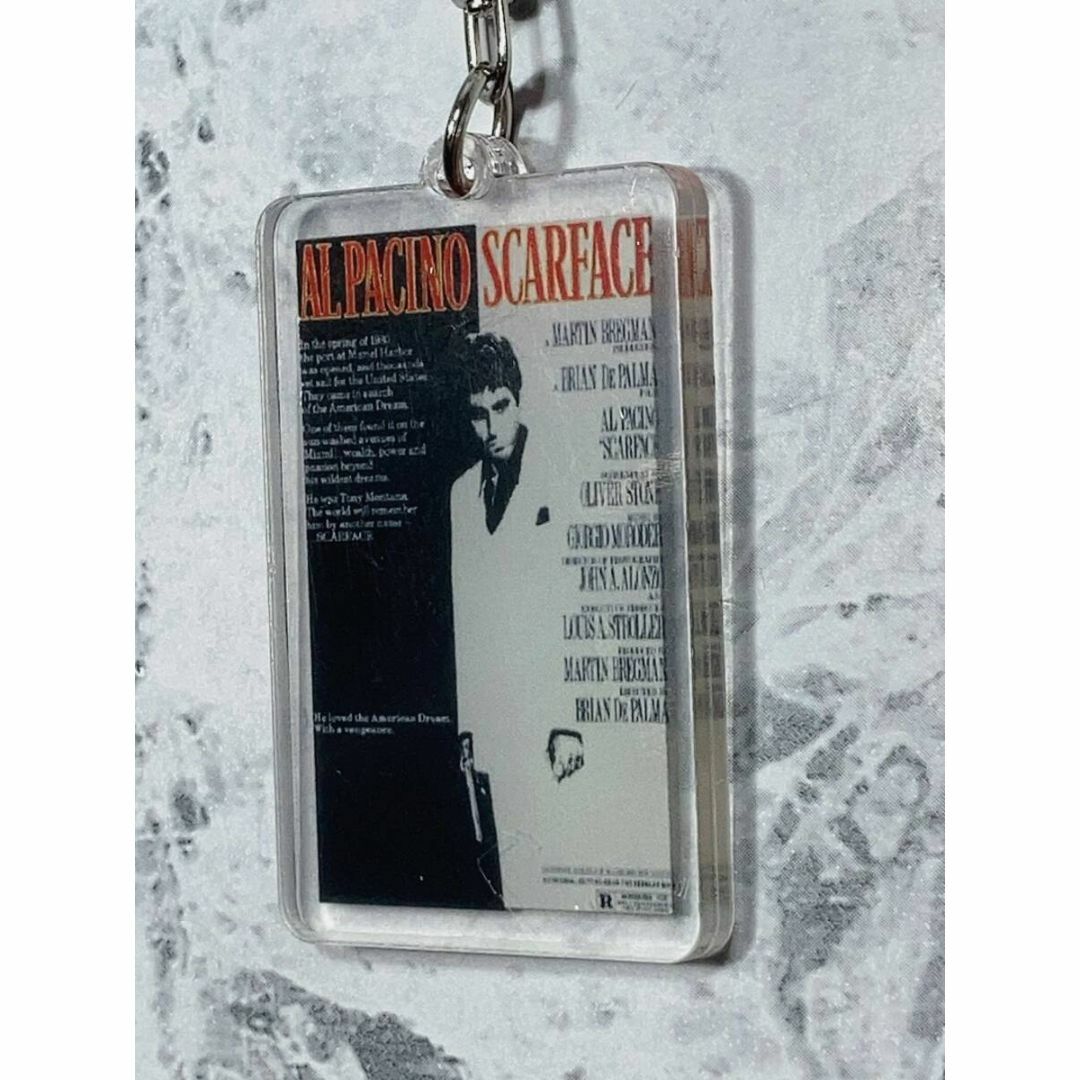 AL PACINO SCARFACE
In the spring of 1980
the port at Mariel Harbor
was opened, and thousands
set sail for the United States
They came in search
of the American Dream.
One of them found it on the
sun-washed avenues of
Miami... wealth, power and
passion beyond
his wildest dreams.
He was Tony Montana.
The world will remember
him by another name
...SCARFACE
He loved the American Dream.
With a vengeance.
A MARTIN BREGMAN
A BRIAN DE PALMA
FILM
AL PACINO
"SCARFACE
OLIVER STONE
GIORGIO MORODER
JOHN A. ALONZO
LOUIS A. STROLLER
MARTIN BREGMAN
DIRECTED BY
BRIAN DE PALMA
R